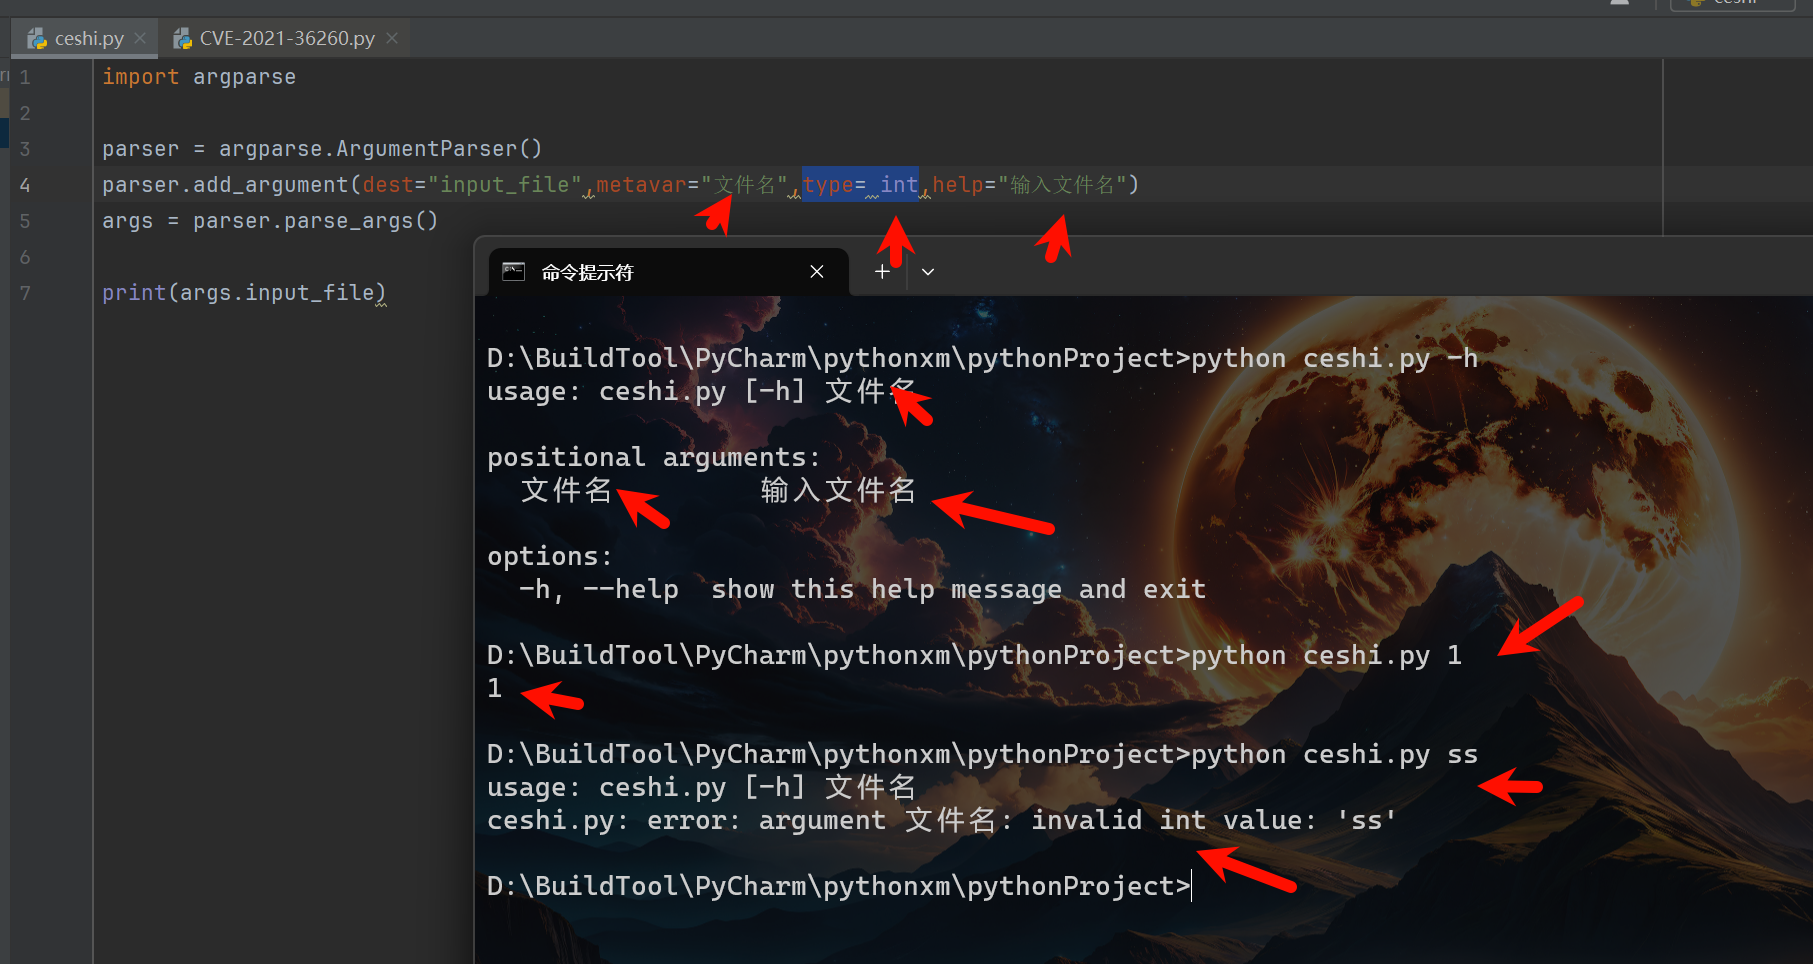 ceshi
ceshi.py CVE-2021-36260.py
1 import argparse
2
3 parser = argparse.ArgumentParser()
4 parser.add_argument(dest="input_file",metavar="文件名",type= int,help="输入文件名")
5 args = parser.parse_args()
6
7 print(args.input_file)
命令提示符
D:\BuildTool\PyCharm\pythonxm\pythonProject>python ceshi.py -h
usage: ceshi.py [-h] 文件名
positional arguments:
文件名 输入文件名
options:
-h, --help show this help message and exit
D:\BuildTool\PyCharm\pythonxm\pythonProject>python ceshi.py 1
1
D:\BuildTool\PyCharm\pythonxm\pythonProject>python ceshi.py ss
usage: ceshi.py [-h] 文件名
ceshi.py: error: argument 文件名: invalid int value: 'ss'
D:\BuildTool\PyCharm\pythonxm\pythonProject>